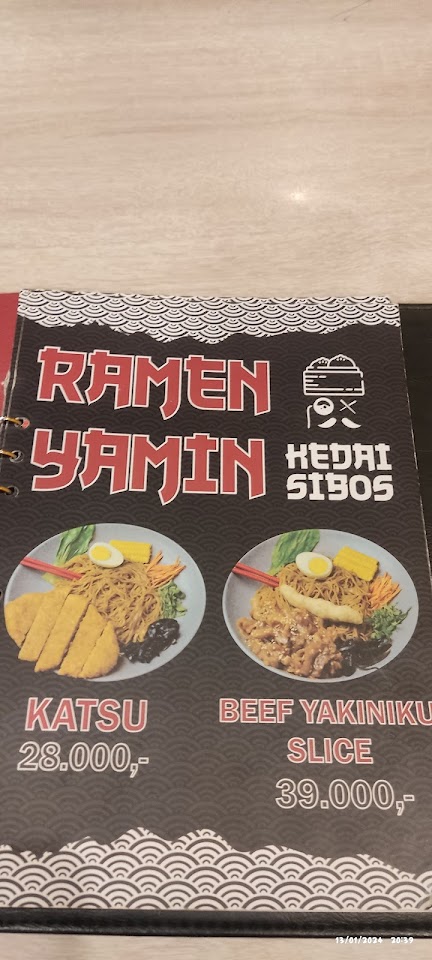 RAMEN
YAMIN
KEDAI
SIBOS
KATSU
28.000,-
BEEF YAKINIKU
SLICE
39.000,-
13/01/2024 20:39